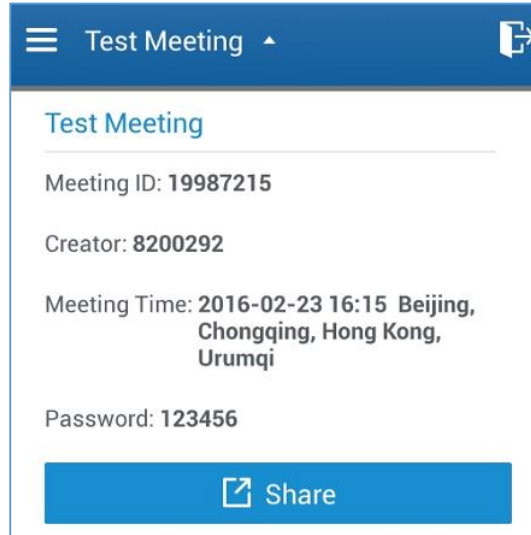 Test Meeting
Test Meeting
Meeting ID: 19987215
Creator: 8200292
Meeting Time: 2016-02-23 16:15 Beijing,
Chongqing, Hong Kong,
Urumqi
Password: 123456
Share